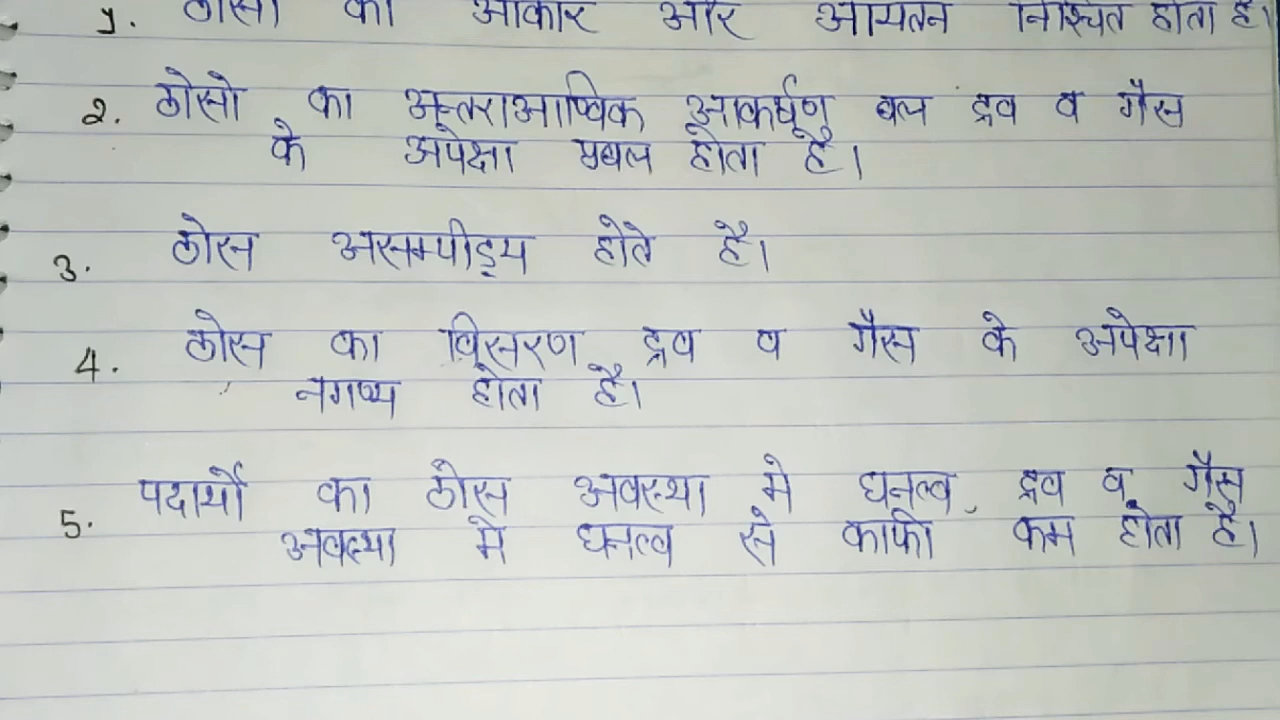 1. ठोसों का आकार और आयतन निश्चित होता है।
2. ठोसो का अन्तराआण्विक आकर्षण बल द्रव व गैस
के अपेक्षा प्रबल होता है।
3. ठोस असम्पीड्य होते है।
4. ठोस का विसरण द्रव व गैस के अपेक्षा
नगण्य होता है।
5. पदार्थों का ठोस अवस्था मे घनत्व, द्रव व गैस
अवस्था मे घनत्व से काफी कम होता है।